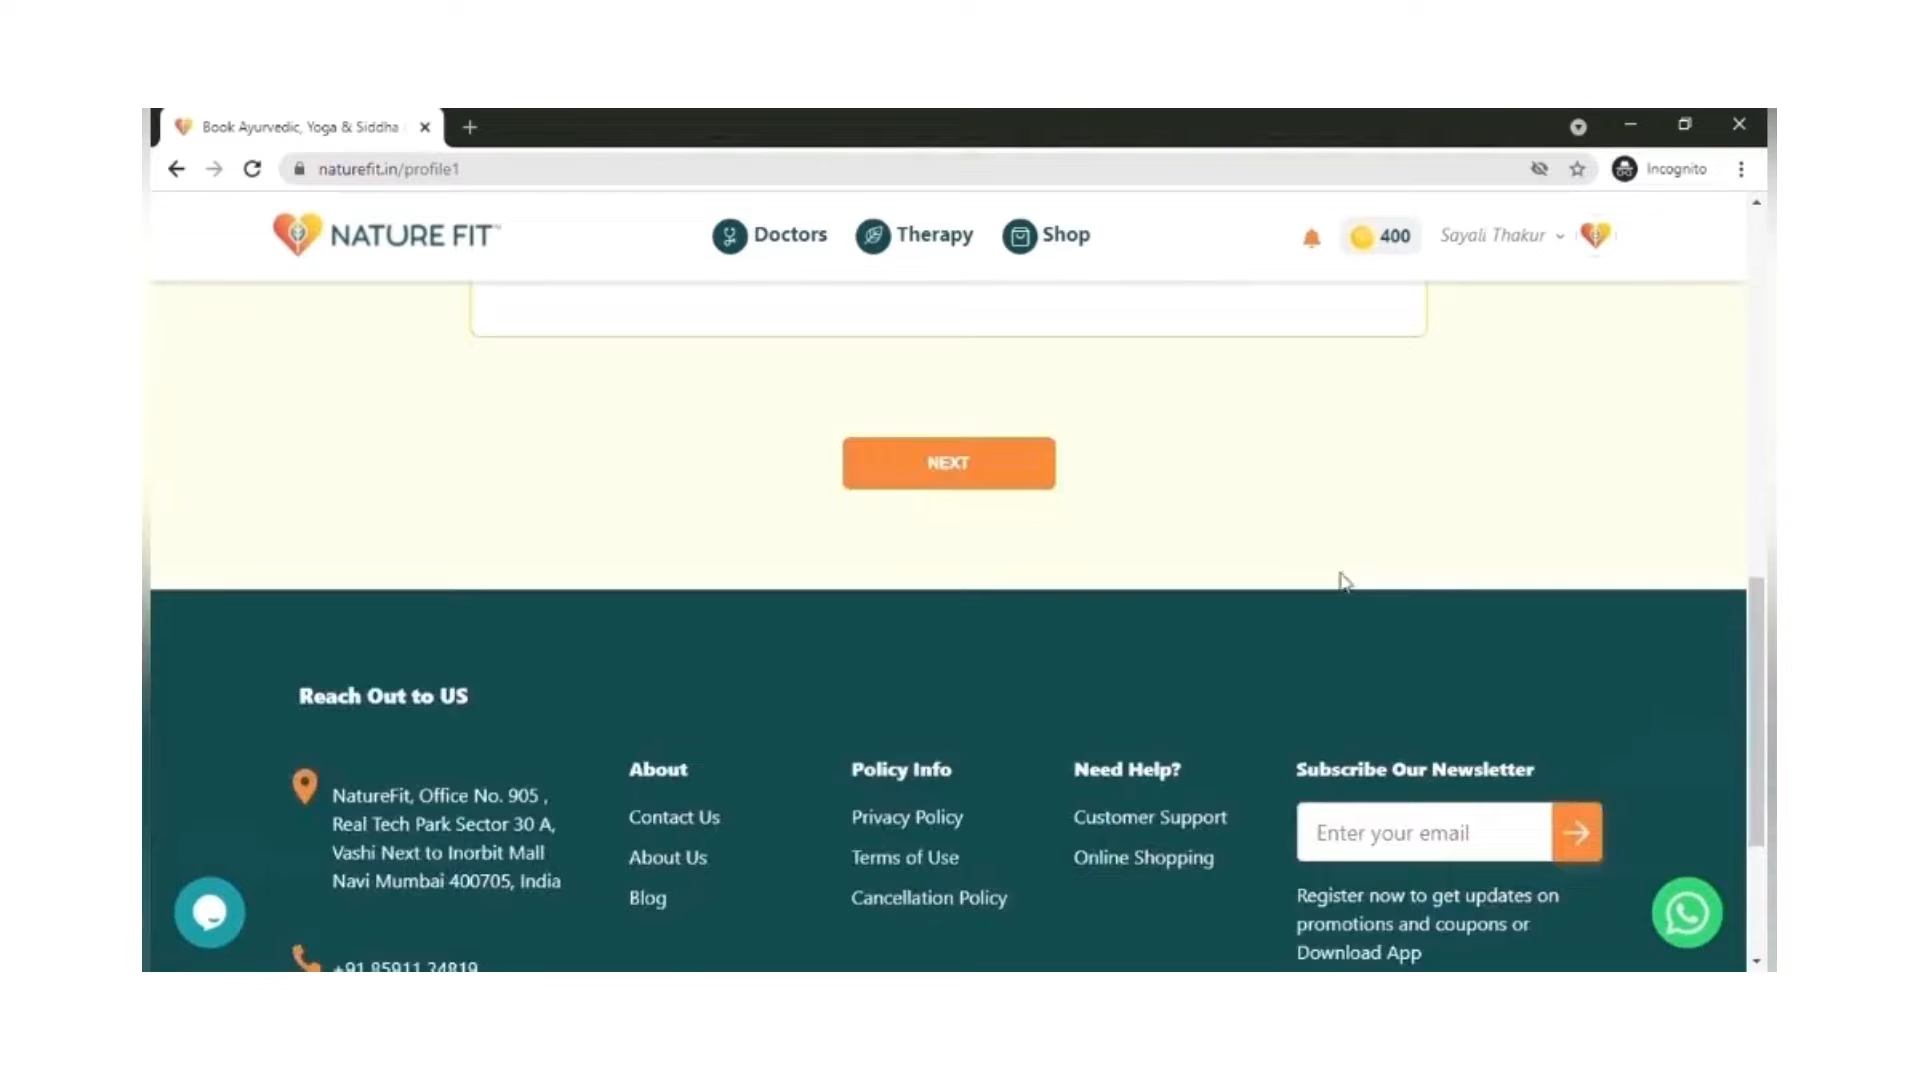 Book Ayurvedic, Yoga & Siddha
naturefit.in/profile1
Incognito
NATURE FIT™
Doctors
Therapy
Shop
400
Sayali Thakur
NEXT
Reach Out to US
NatureFit, Office No. 905 ,
Real Tech Park Sector 30 A,
Vashi Next to Inorbit Mall
Navi Mumbai 400705, India
+91 85911 34819
About
Contact Us
About Us
Blog
Policy Info
Privacy Policy
Terms of Use
Cancellation Policy
Need Help?
Customer Support
Online Shopping
Subscribe Our Newsletter
Enter your email
Register now to get updates on
promotions and coupons or
Download App